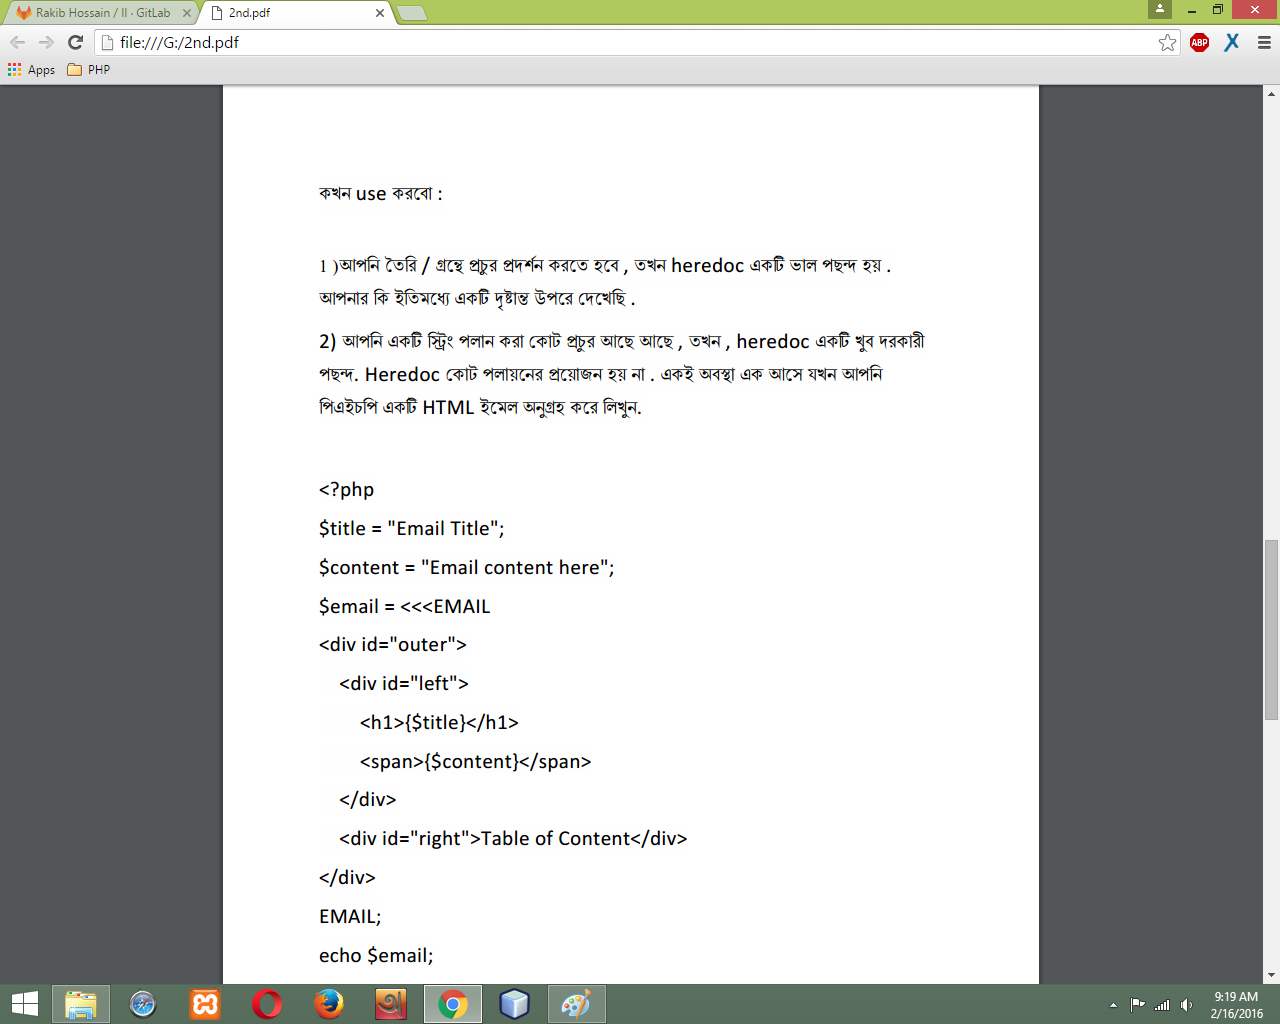 Rakib Hossain / II · GitLab
2nd.pdf
file:///G:/2nd.pdf
ABP
Apps PHP
কখন use করবো :
1 )আপনি তৈরি / গ্রন্থে প্রচুর প্রদর্শন করতে হবে , তখন heredoc একটি ভাল পছন্দ হয় .
আপনার কি ইতিমধ্যে একটি দৃষ্টান্ত উপরে দেখেছি .
2) আপনি একটি স্ট্রিং পলান করা কোট প্রচুর আছে আছে , তখন , heredoc একটি খুব দরকারী
পছন্দ. Heredoc কোট পলায়নের প্রয়োজন হয় না . একই অবস্থা এক আসে যখন আপনি
পিএইচপি একটি HTML ইমেল অনুগ্রহ করে লিখুন.
<?php
$title = "Email Title";
$content = "Email content here";
$email = <<<EMAIL
<div id="outer">
<div id="left">
<h1>{$title}</h1>
<span>{$content}</span>
</div>
<div id="right">Table of Content</div>
</div>
EMAIL;
echo $email;
9:19 AM
2/16/2016